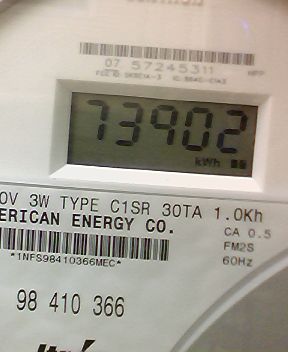 07 57245311
73902
kWh
0V 3W TYPE C1SR 30TA 1.0Kh
ERICAN ENERGY CO.
CA 0.5
FM2S
*1NFS98410366MEC*
60Hz
98 410 366